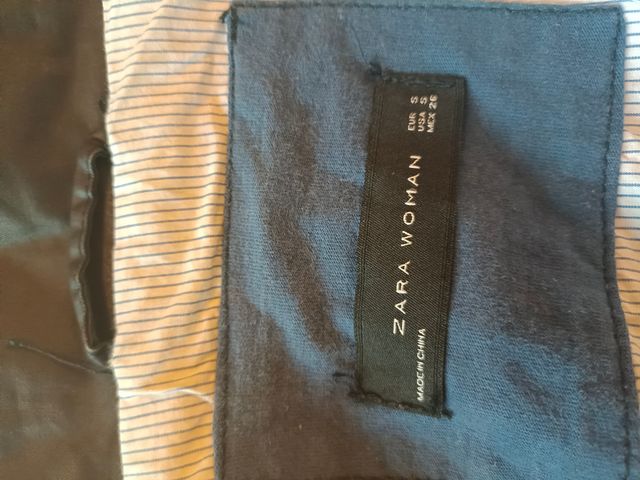 ZARA WOMAN
MADE IN CHINA
EUR S
USA S
MEX 26